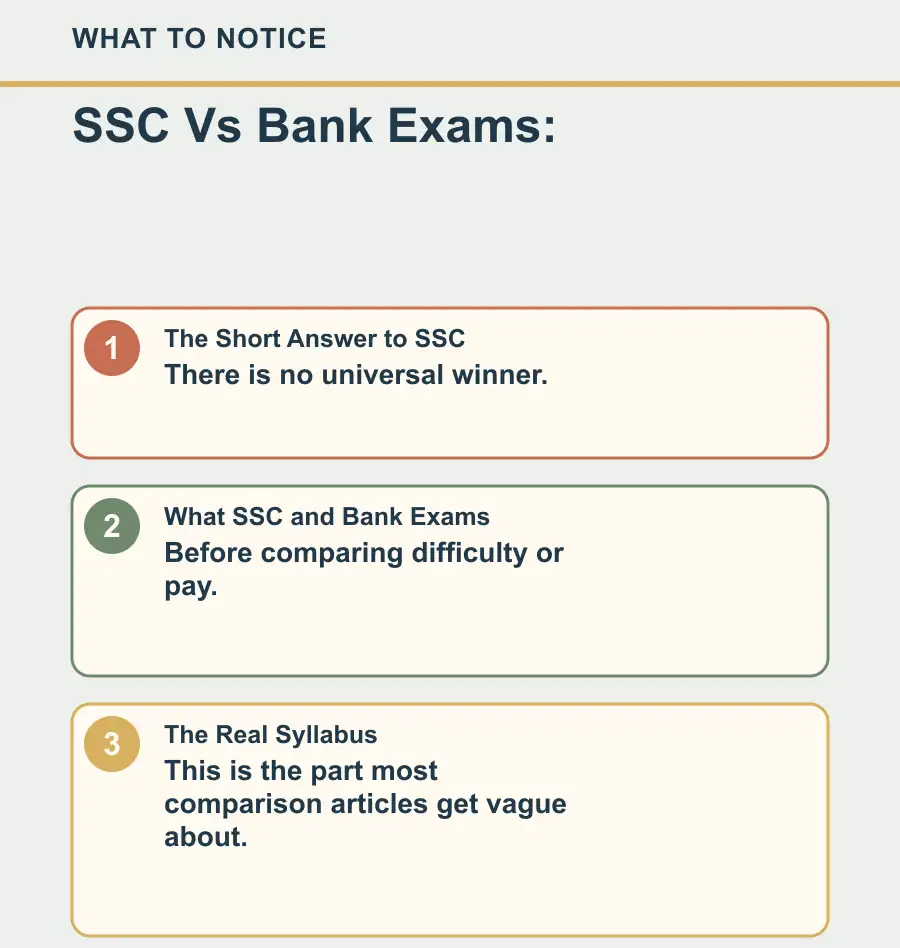 WHAT TO NOTICE
SSC Vs Bank Exams:
1
The Short Answer to SSC
There is no universal winner.
2
What SSC and Bank Exams
Before comparing difficulty or
pay.
3
The Real Syllabus
This is the part most
comparison articles get vague
about.